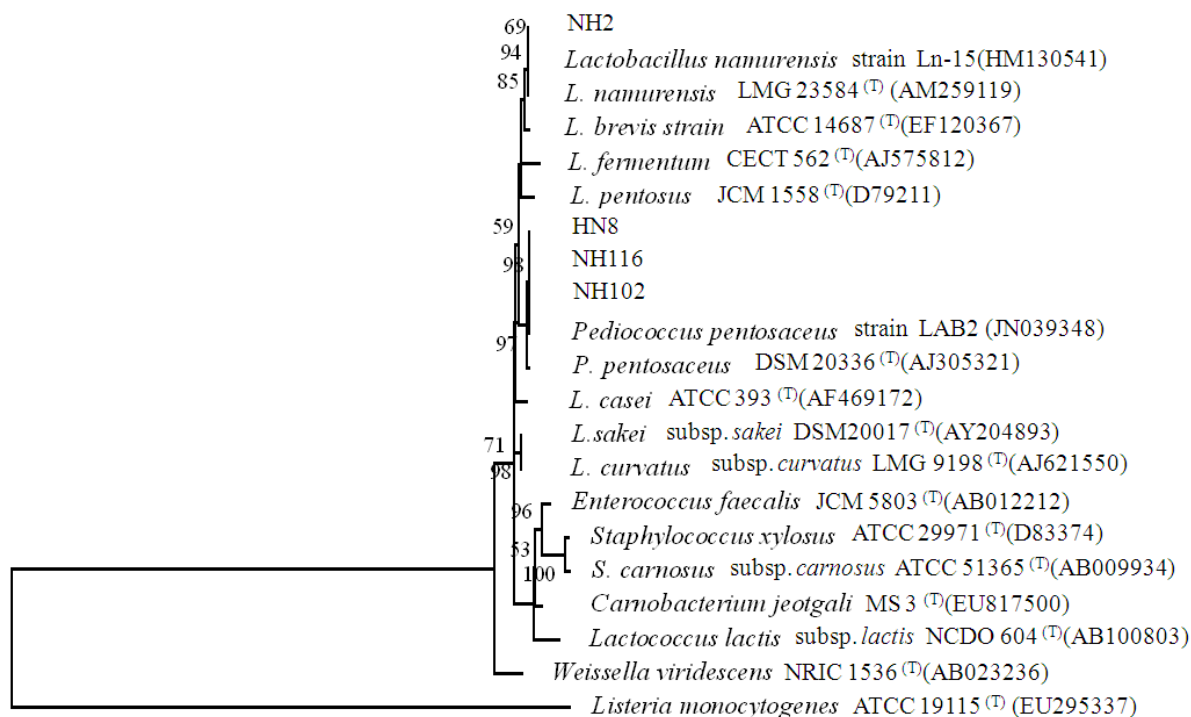 69 NH2
94
Lactobacillus namurensis strain Ln-15(HM130541)
85
L. namurensis LMG 23584 (T) (AM259119)
L. brevis strain ATCC 14687 (T)(EF120367)
L. fermentum CECT 562 (T)(AJ575812)
L. pentosus JCM 1558 (T)(D79211)
59 HN8
98 NH116
NH102
Pediococcus pentosaceus strain LAB2 (JN039348)
97
P. pentosaceus DSM 20336 (T)(AJ305321)
L. casei ATCC 393 (T)(AF469172)
71 L.sakei subsp.sakei DSM20017 (T)(AY204893)
98 L. curvatus subsp.curvatus LMG 9198 (T)(AJ621550)
96 Enterococcus faecalis JCM 5803 (T)(AB012212)
Staphylococcus xylosus ATCC 29971 (T)(D83374)
53
100 S. carnosus subsp.carnosus ATCC 51365 (T)(AB009934)
Carnobacterium jeotgali MS 3 (T)(EU817500)
Lactococcus lactis subsp.lactis NCDO 604 (T)(AB100803)
Weissella viridescens NRIC 1536 (T)(AB023236)
Listeria monocytogenes ATCC 19115 (T) (EU295337)